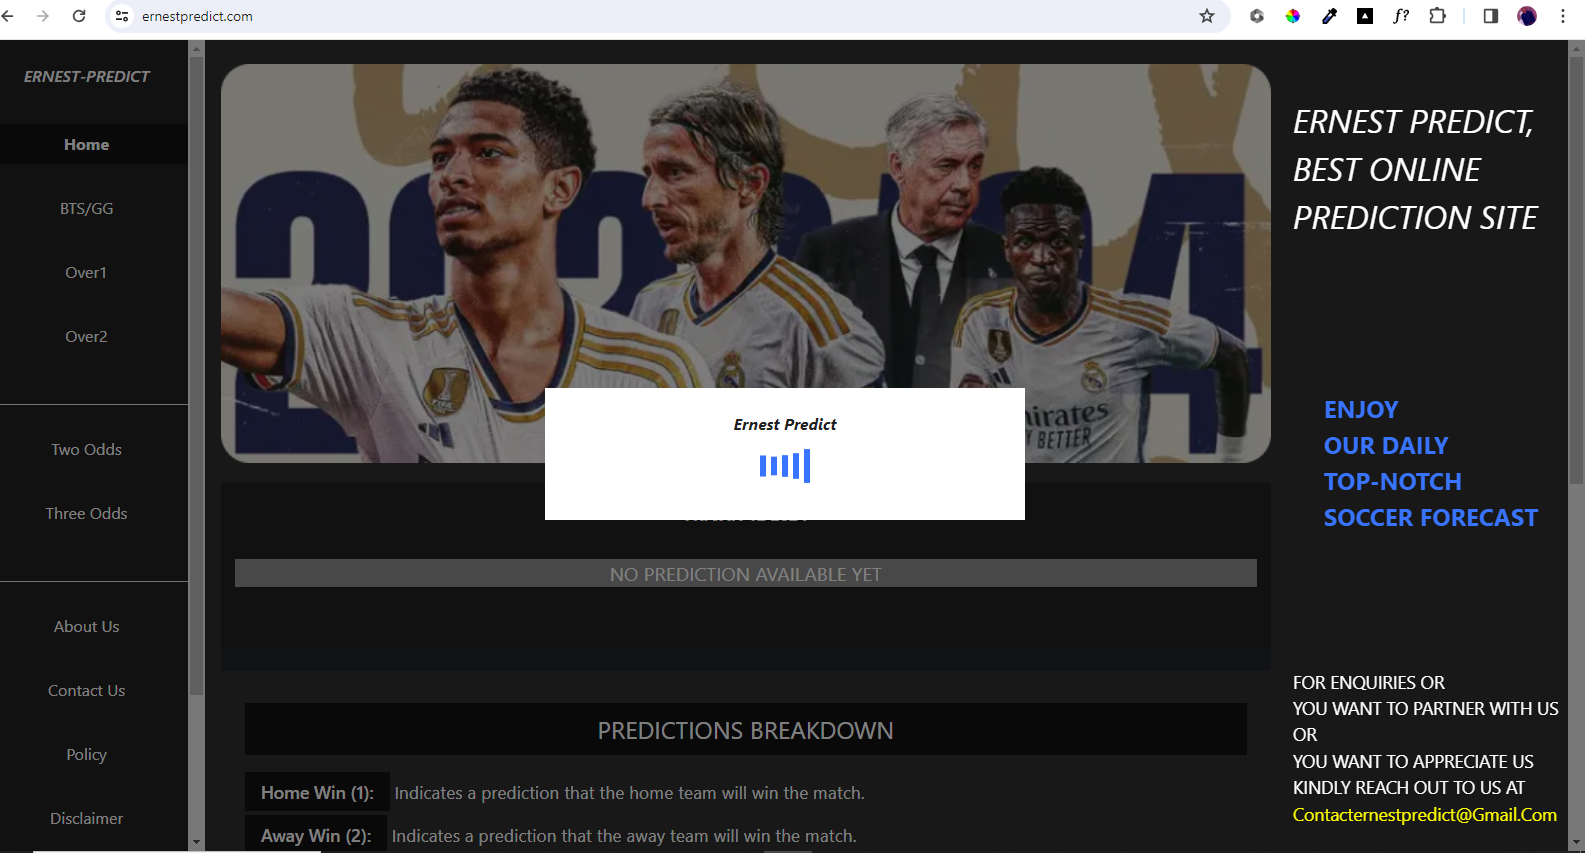 ernestpredict.com
f?
ERNEST-PREDICT
Home
BTS/GG
Over1
Over2
Two Odds
Three Odds
About Us
Contact Us
Policy
Disclaimer
Ernest Predict
NO PREDICTION AVAILABLE YET
PREDICTIONS BREAKDOWN
Home Win (1): Indicates a prediction that the home team will win the match.
Away Win (2): Indicates a prediction that the away team will win the match.
ERNEST PREDICT,
BEST ONLINE
PREDICTION SITE
ENJOY
OUR DAILY
TOP-NOTCH
SOCCER FORECAST
FOR ENQUIRIES OR
YOU WANT TO PARTNER WITH US
OR
YOU WANT TO APPRECIATE US
KINDLY REACH OUT TO US AT
Contacternestpredict@Gmail.Com